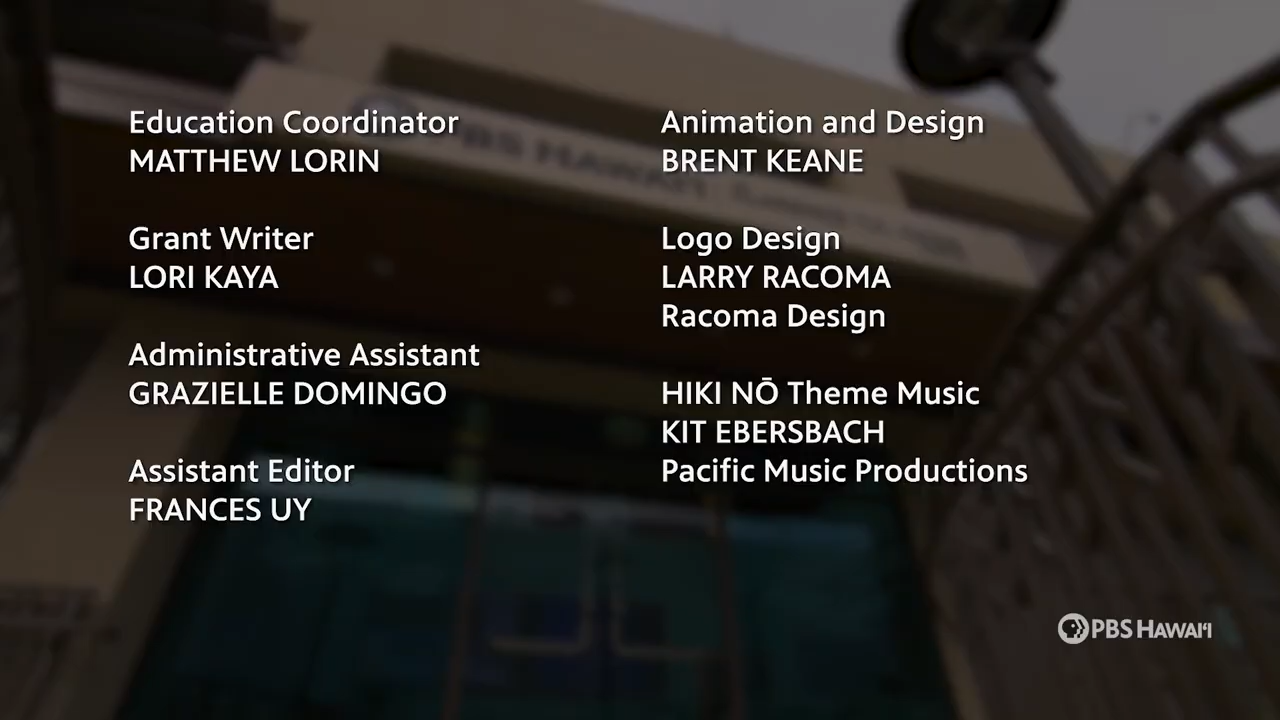 Education Coordinator
MATTHEW LORIN
Grant Writer
LORI KAYA
Administrative Assistant
GRAZIELLE DOMINGO
Assistant Editor
FRANCES UY
Animation and Design
BRENT KEANE
Logo Design
LARRY RACOMA
Racoma Design
HIKI NŌ Theme Music
KIT EBERSBACH
Pacific Music Productions
PBS HAWAIʻI
PBS HAWAIʻI